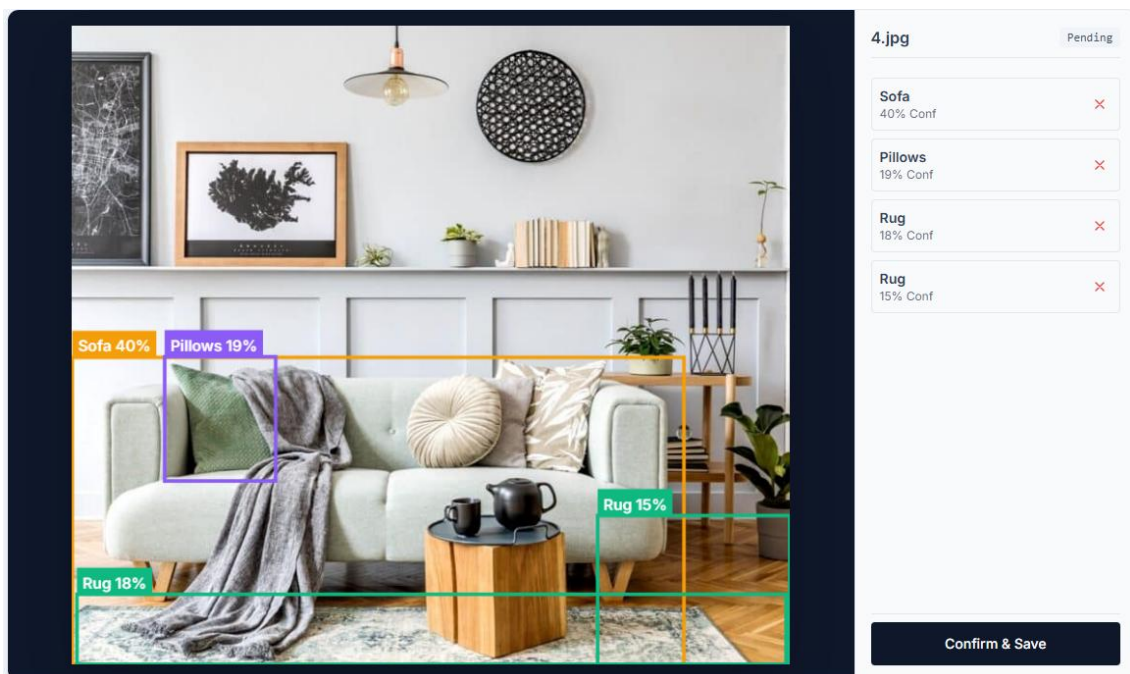 4.jpg
Pending
Sofa
40% Conf
Pillows
19% Conf
Rug
18% Conf
Rug
15% Conf
Sofa 40%
Pillows 19%
Rug 15%
Rug 18%
Confirm & Save